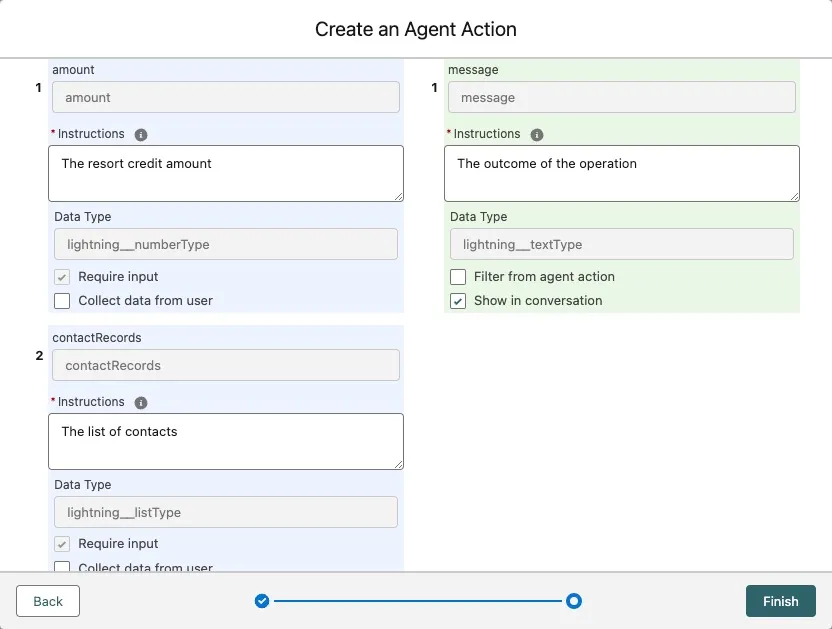 Create an Agent Action
amount
1
amount
* Instructions
The resort credit amount
Data Type
lightning__numberType
Require input
Collect data from user
contactRecords
2
contactRecords
* Instructions
The list of contacts
Data Type
lightning__listType
Require input
Collect data from user
message
1
message
* Instructions
The outcome of the operation
Data Type
lightning__textType
Filter from agent action
Show in conversation
Back
Finish